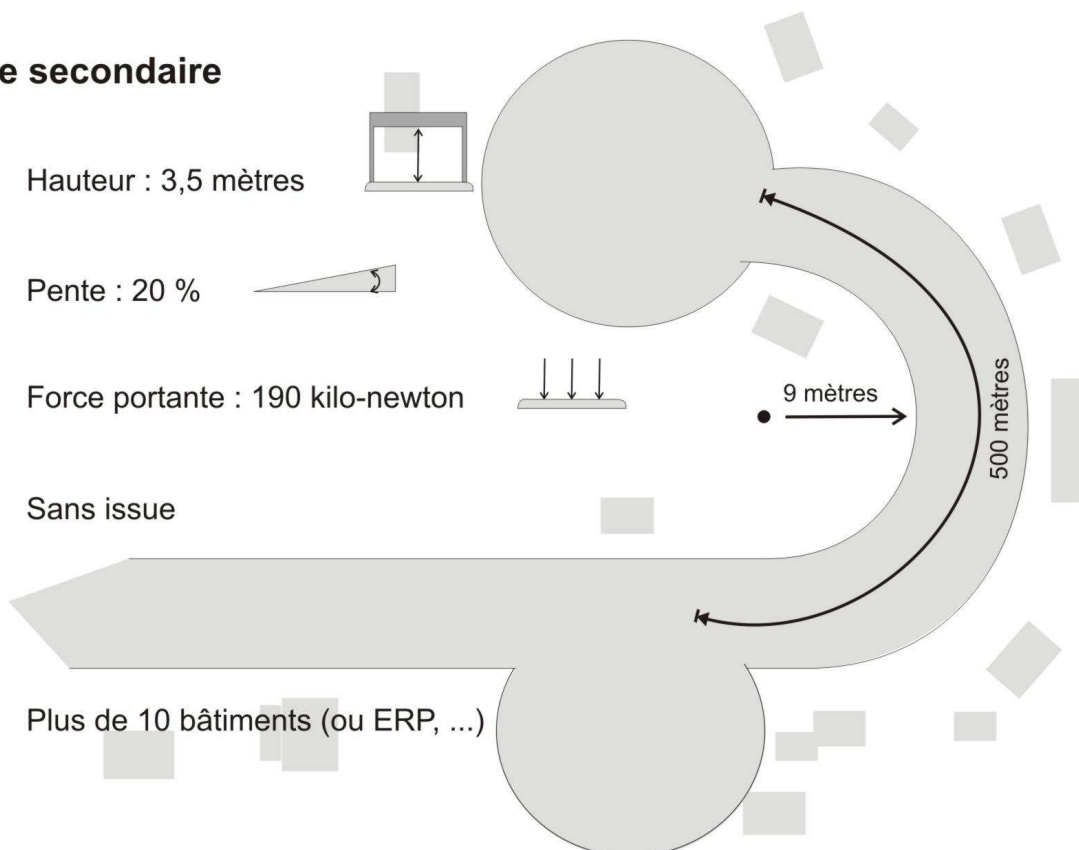 e secondaire
Hauteur : 3,5 mètres
Pente : 20 %
Force portante : 190 kilo-newton
9 mètres
500 mètres
Sans issue
Plus de 10 bâtiments (ou ERP, ...)